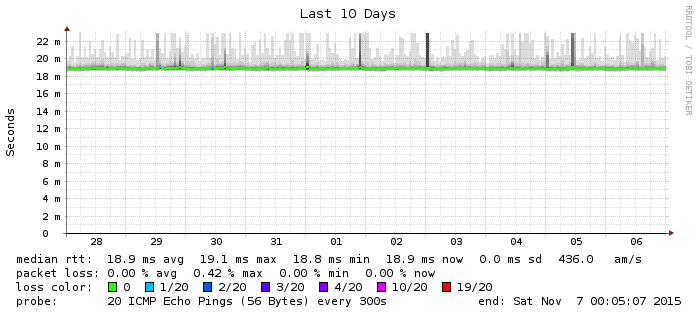 Last 10 Days
RRDTOOL / TOBI OETIKER
Seconds
22 m
20 m
18 m
16 m
14 m
12 m
10 m
8 m
6 m
4 m
2 m
0
28 29 30 31 01 02 03 04 05 06
median rtt: 18.9 ms avg 19.1 ms max 18.8 ms min 18.9 ms now 0.0 ms sd 436.0 am/s
packet loss: 0.00 % avg 0.42 % max 0.00 % min 0.00 % now
loss color: 0 1/20 2/20 3/20 4/20 10/20 19/20
probe: 20 ICMP Echo Pings (56 Bytes) every 300s end: Sat Nov 7 00:05:07 2015